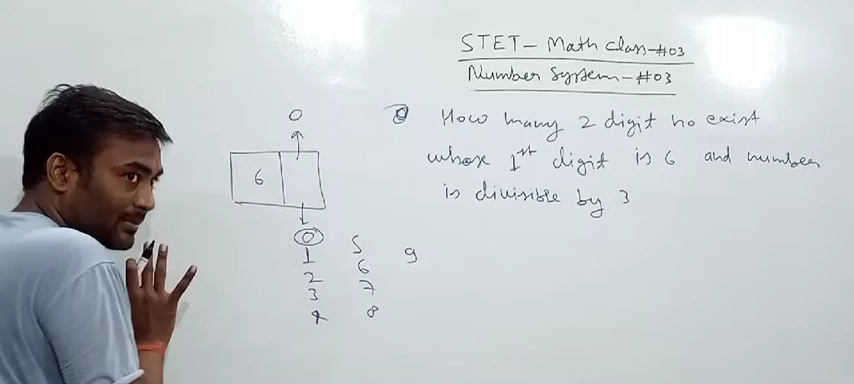 STET - Math Class - #03
Number System - #03
How many 2 digit no exist
whose 1st digit is 6 and number
is divisible by 3
0
6
0
1 5 9
2 6
3 7
4 8